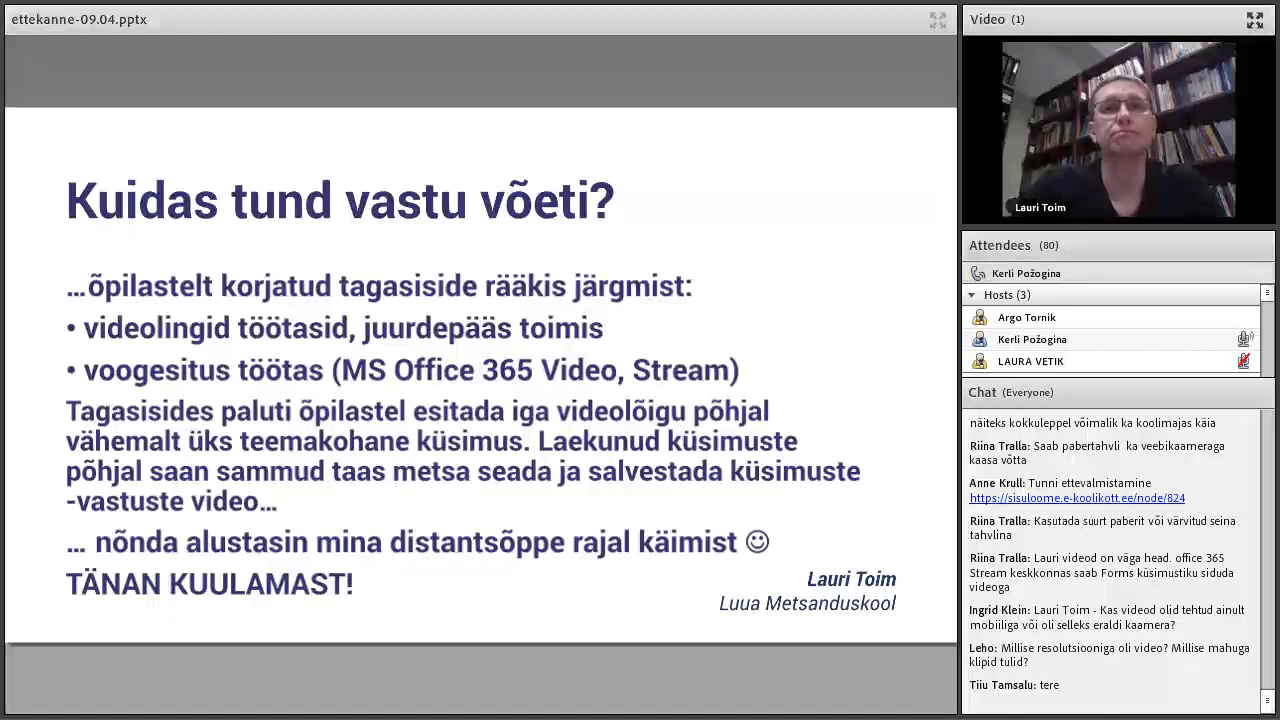 ettekanne-09.04.pptx
Kuidas tund vastu võeti?
…õpilastelt korjatud tagasiside rääkis järgmist:
• videolingid töötasid, juurdepääs toimis
• voogesitus töötas (MS Office 365 Video, Stream)
Tagasisides paluti õpilastel esitada iga videolõigu põhjal
vähemalt üks teemakohane küsimus. Laekunud küsimuste
põhjal saan sammud taas metsa seada ja salvestada küsimuste
-vastuste video…
… nõnda alustasin mina distantsõppe rajal käimist ☺
TÄNAN KUULAMAST!
Lauri Toim
Luua Metsanduskool
Video (1)
Lauri Toim
Attendees (80)
Kerli Požogina
Hosts (3)
Argo Tornik
Kerli Požogina
LAURA VETIK
Chat (Everyone)
näiteks kokkuleppel võimalik ka koolimajas käia
Riina Tralla: Saab pabertahvli ka veebikaameraga
kaasa võtta
Anne Krull: Tunni ettevalmistamine
https://sisuloome.e-koolikott.ee/node/824
Riina Tralla: Kasutada suurt paberit või värvitud seina
tahvlina
Riina Tralla: Lauri videod on väga head. office 365
Stream keskkonnas saab Forms küsimustiku siduda
videoga
Ingrid Klein: Lauri Toim - Kas videod olid tehtud ainult
mobiiliga või oli selleks eraldi kaamera?
Leho: Millise resolutsiooniga oli video? Millise mahuga
klipid tulid?
Tiiu Tamsalu: tere